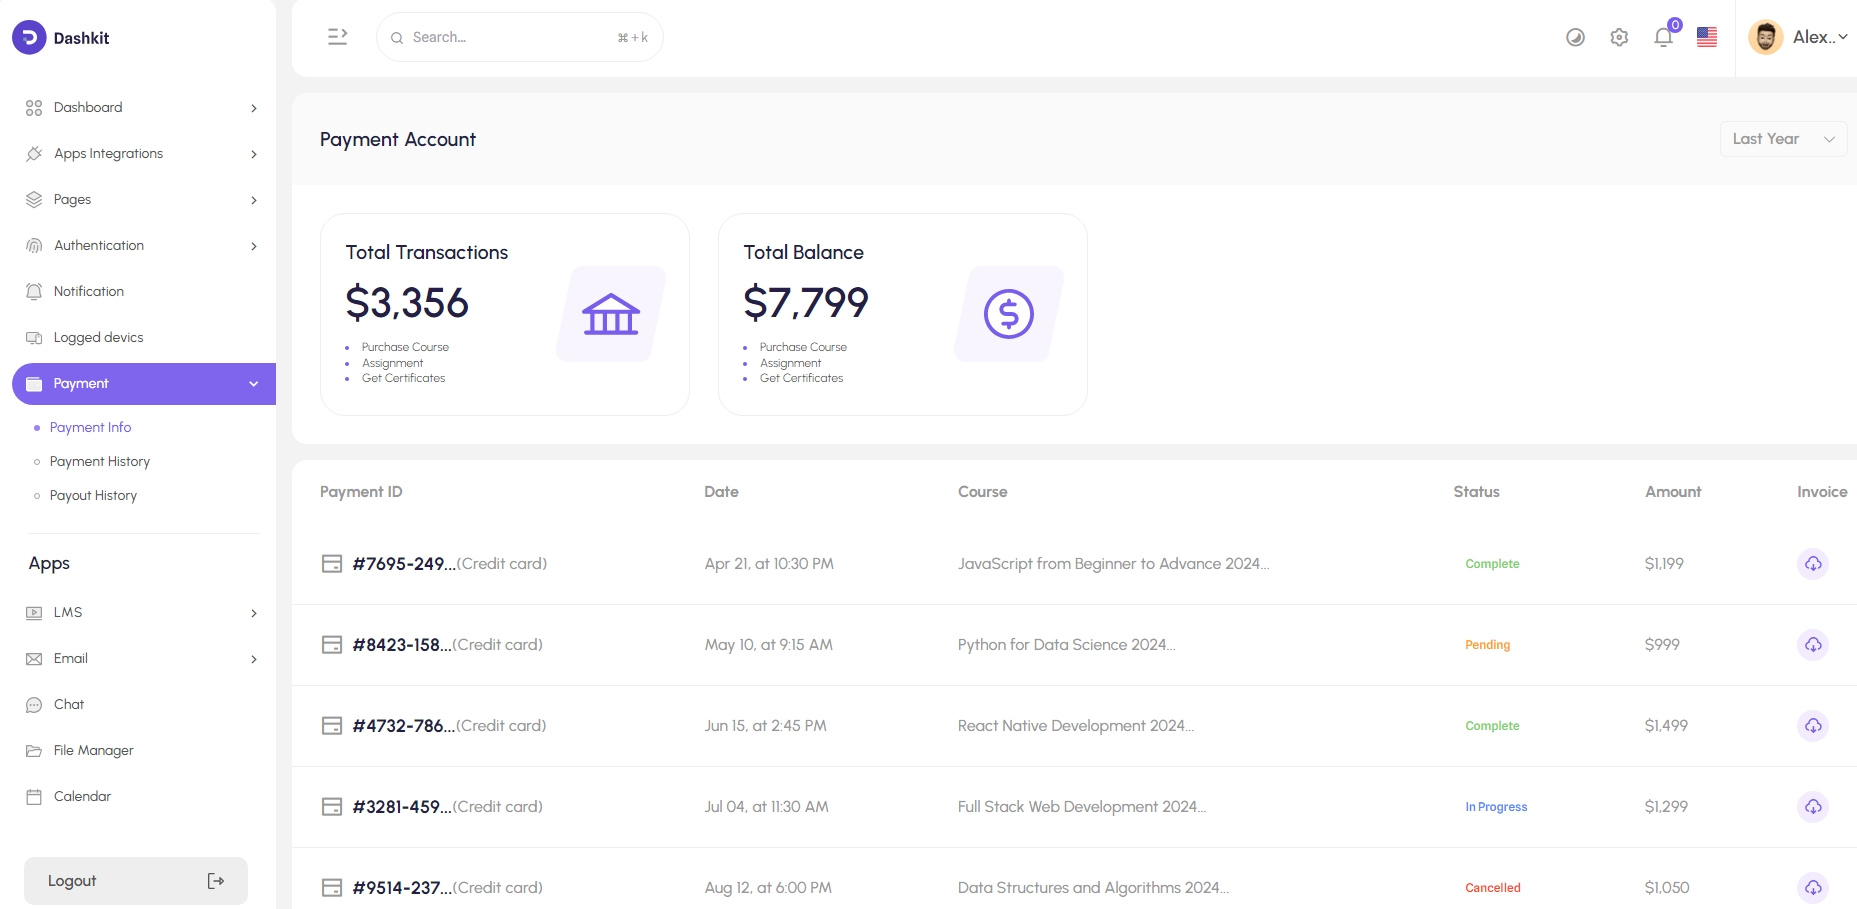 Dashkit
Search...
⌘+k
0
Alex..
Dashboard
Apps Integrations
Pages
Authentication
Notification
Logged devics
Payment
Payment Info
Payment History
Payout History
Apps
LMS
Email
Chat
File Manager
Calendar
Logout
Payment Account
Last Year
Total Transactions
$3,356
Purchase Course
Assignment
Get Certificates
Total Balance
$7,799
Purchase Course
Assignment
Get Certificates
Payment ID Date Course Status Amount Invoice
#7695-249...(Credit card) Apr 21, at 10:30 PM JavaScript from Beginner to Advance 2024... Complete $1,199
#8423-158...(Credit card) May 10, at 9:15 AM Python for Data Science 2024... Pending $999
#4732-786...(Credit card) Jun 15, at 2:45 PM React Native Development 2024... Complete $1,499
#3281-459...(Credit card) Jul 04, at 11:30 AM Full Stack Web Development 2024... In Progress $1,299
#9514-237...(Credit card) Aug 12, at 6:00 PM Data Structures and Algorithms 2024... Cancelled $1,050